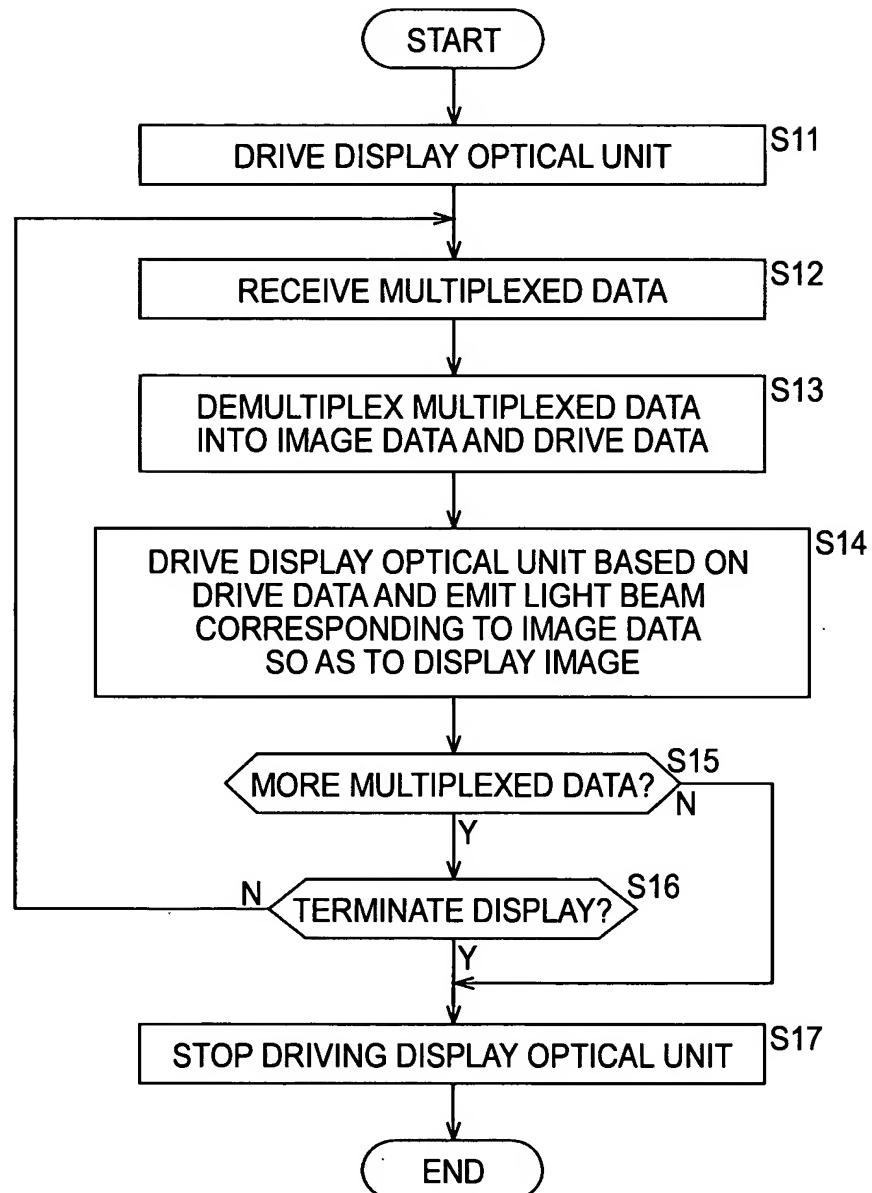 START
DRIVE DISPLAY OPTICAL UNIT
S11
RECEIVE MULTIPLEXED DATA
S12
DEMULTIPLEX MULTIPLEXED DATA
INTO IMAGE DATA AND DRIVE DATA
S13
DRIVE DISPLAY OPTICAL UNIT BASED ON
DRIVE DATA AND EMIT LIGHT BEAM
CORRESPONDING TO IMAGE DATA
SO AS TO DISPLAY IMAGE
S14
MORE MULTIPLEXED DATA?
S15
N
Y
TERMINATE DISPLAY?
S16
N
Y
STOP DRIVING DISPLAY OPTICAL UNIT
S17
END